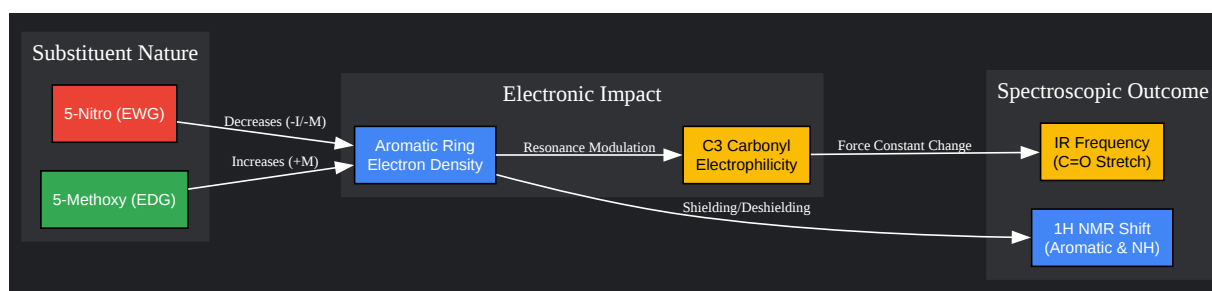 Substituent Nature
5-Nitro (EWG)
5-Methoxy (EDG)
Decreases (-I/-M)
Increases (+M)
Electronic Impact
Aromatic Ring
Electron Density
Resonance Modulation
C3 Carbonyl
Electrophilicity
Force Constant Change
Shielding/Deshielding
Spectroscopic Outcome
IR Frequency
(C=O Stretch)
1H NMR Shift
(Aromatic & NH)